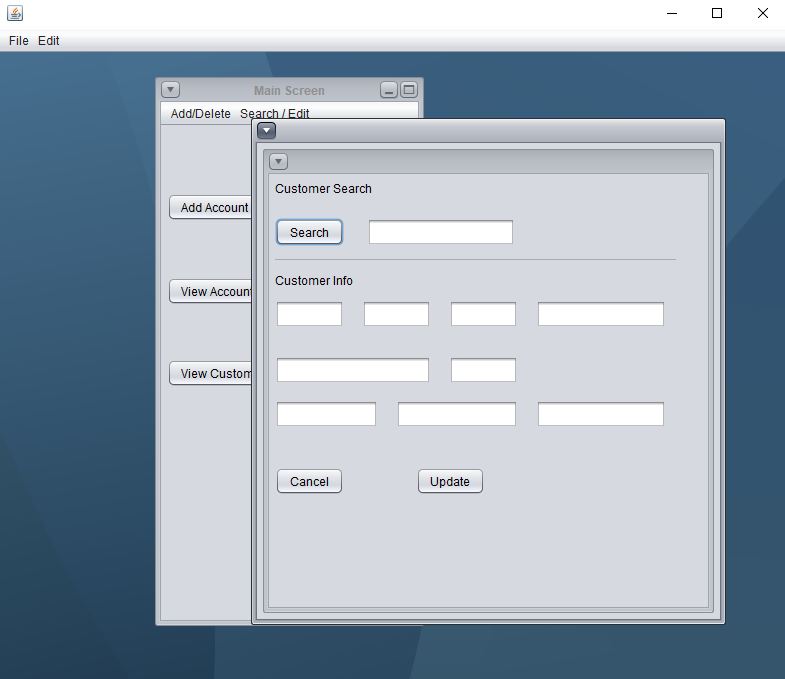 File Edit
Main Screen
Add/Delete Search / Edit
Customer Search
Add Account
Search
Customer Info
View Accoun
View Custom
Cancel Update